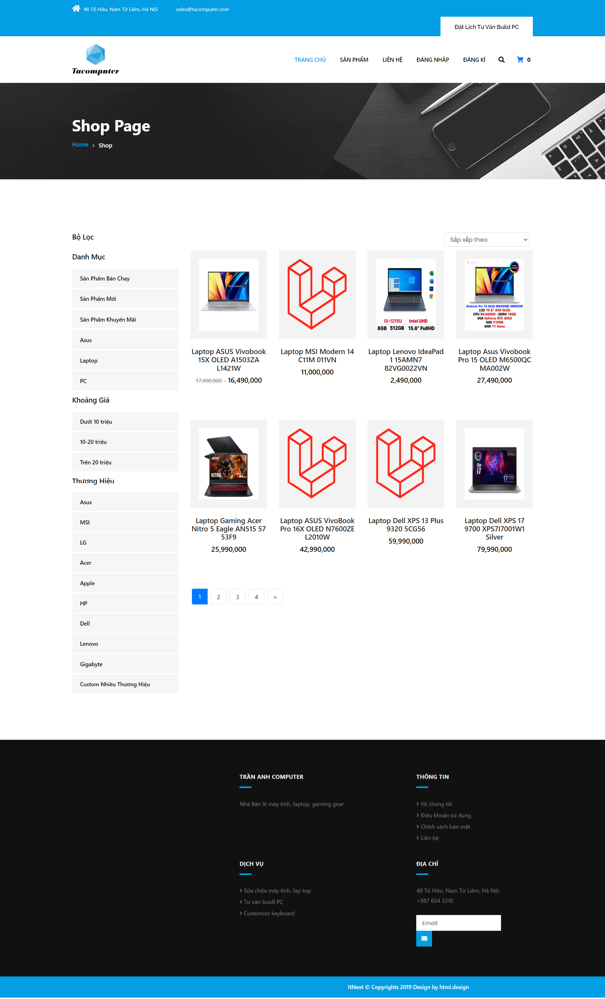 48 Tố Hữu, Nam Từ Liêm, Hà Nội
sales@tacomputer.com
Đặt Lịch Tư Vấn Build PC
Tacomputer
TRANG CHỦ
SẢN PHẨM
LIÊN HỆ
ĐĂNG NHÂP
ĐĂNG KÍ
0
Shop Page
Home › Shop
Bộ Lọc
Sắp xếp theo
Danh Mục
Sản Phẩm Bán Chạy
Sản Phẩm Mới
Sản Phẩm Khuyến Mãi
Asus
Laptop
PC
Khoảng Giá
Dưới 10 triệu
10-20 triệu
Trên 20 triệu
Thương Hiệu
Asus
MSI
LG
Acer
Apple
HP
Dell
Lenovo
Gigabyte
Custom Nhiều Thương Hiệu
ASUS Vivobook
Laptop ASUS Vivobook
15X OLED A1503ZA
L1421W
17,490,000 – 16,490,000
Laptop MSI Modern 14
C11M 011VN
11,000,000
I3-1215U Intel UHD
8GB 512GB 15.6" FullHD
Laptop Lenovo IdeaPad
1 15AMN7
82VG0022VN
2,490,000
OLED
ASUS Vivobook
Vivobook Pro 15 OLED M6500QC MA002W
LCD 15.6" 2K8 OLED
CPU R5-5600H - DDR4 16GB
VGA GeForce RTX 3050
SSD 512GB
WIN 11 Home
Laptop Asus Vivobook
Pro 15 OLED M6500QC
MA002W
27,490,000
acer
NITRO
Laptop Gaming Acer
Nitro 5 Eagle AN515 57
53F9
25,990,000
Laptop ASUS VivoBook
Pro 16X OLED N7600ZE
L2010W
42,990,000
Laptop Dell XPS 13 Plus
9320 5CG56
59,990,000
CORE
i7
XPS
17 9700
Laptop Dell XPS 17
9700 XPS7I7001W1
Silver
79,990,000
1 2 3 4 >
TRẦN ANH COMPUTER
Nhà Bán lẻ máy tính, laptop, gaming gear
THÔNG TIN
Về chúng tôi
Điều khoản sử dụng
Chính sách bảo mật
Liên hệ
DỊCH VỤ
Sửa chữa máy tính, lap top
Tư vấn buidl PC
Customize keyboard
ĐỊA CHỈ
48 Tố Hữu, Nam Từ Liêm, Hà Nội
+987 654 3210
Email
ItNext © Copyrights 2019 Design by html.design